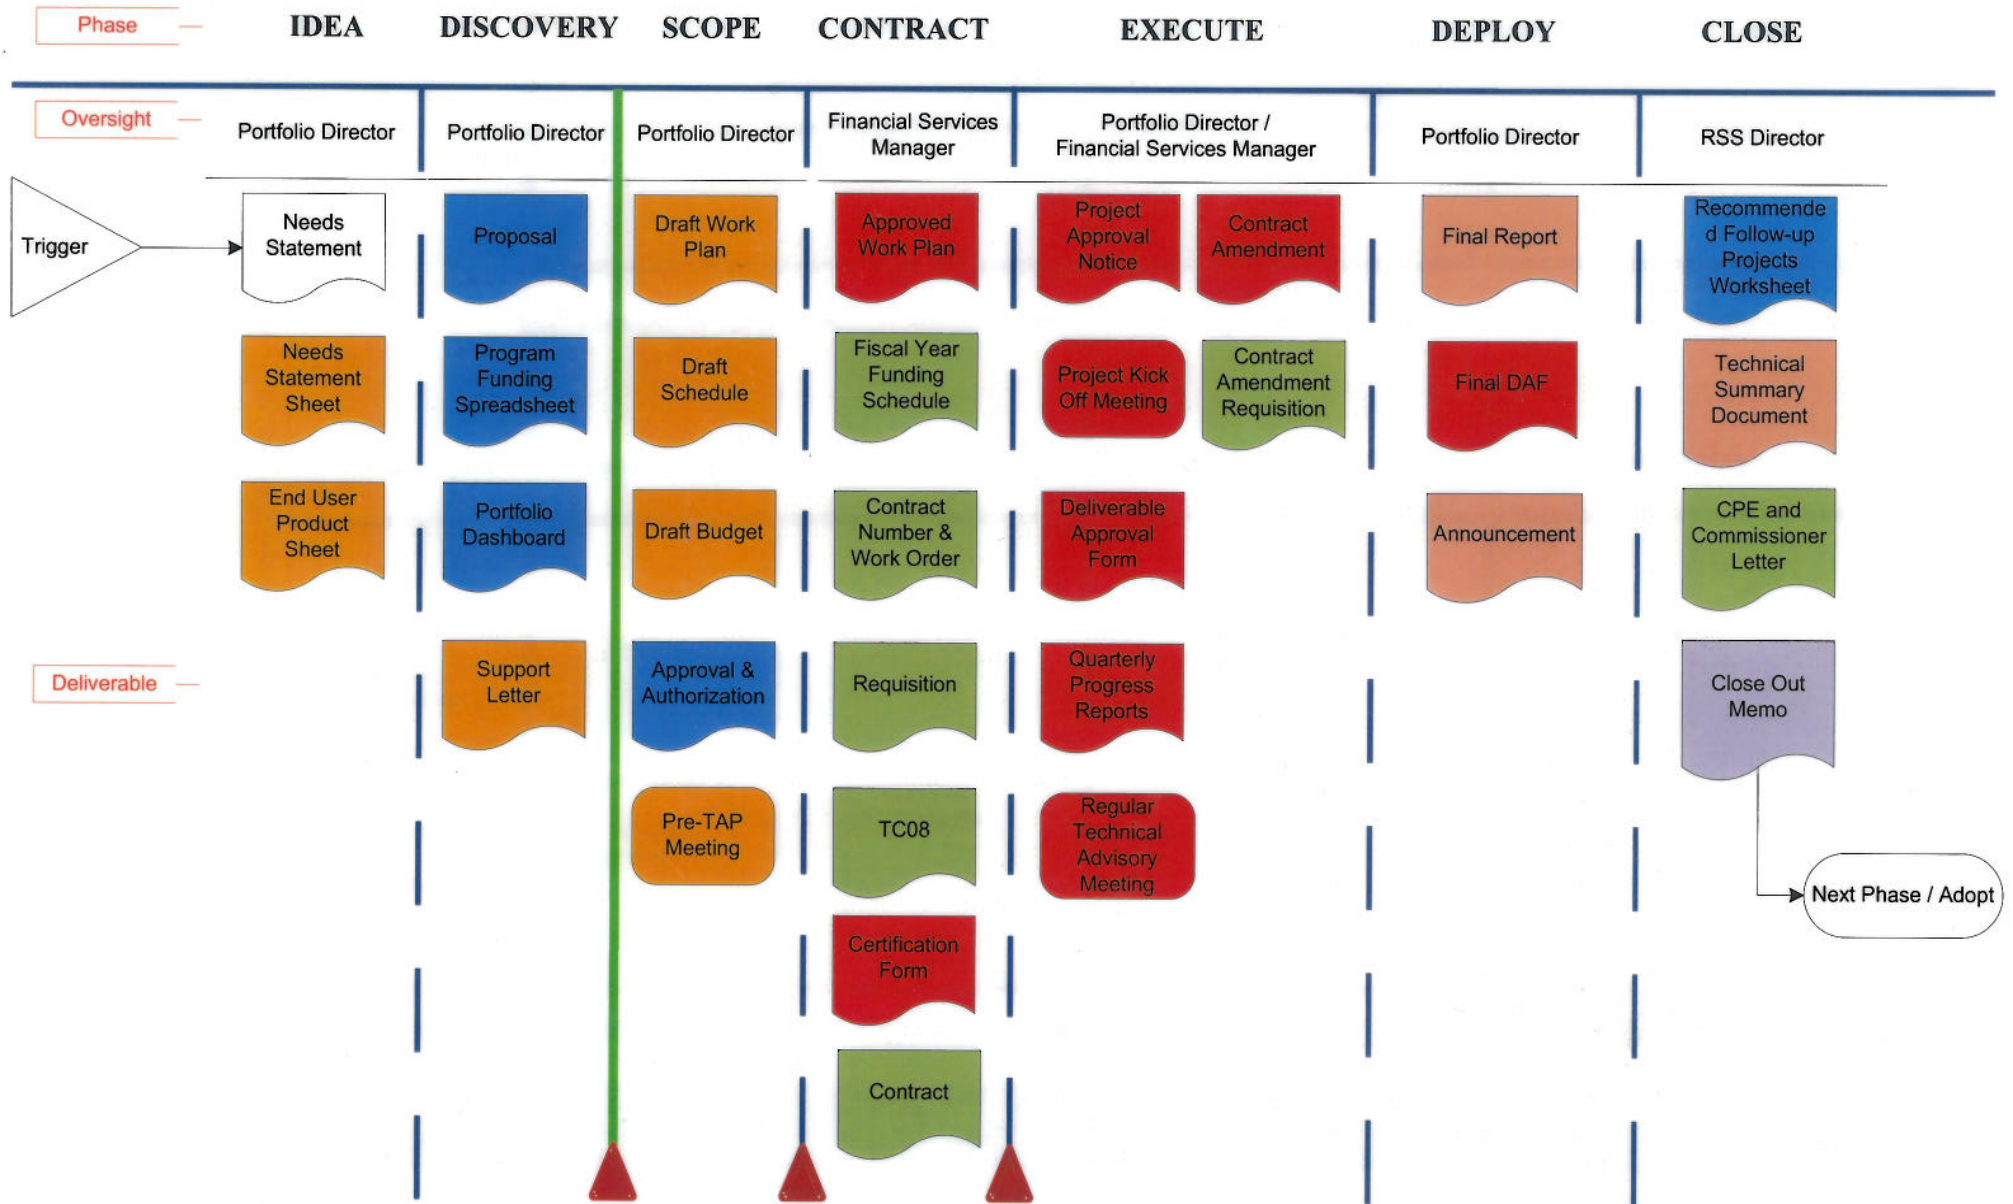 Phase
IDEA
DISCOVERY
SCOPE
CONTRACT
EXECUTE
DEPLOY
CLOSE
Oversight
Portfolio Director
Portfolio Director
Portfolio Director
Financial Services
Manager
Portfolio Director /
Financial Services Manager
Portfolio Director
RSS Director
Trigger
Needs
Statement
Proposal
Draft Work
Plan
Approved
Work Plan
Project
Approval
Notice
Contract
Amendment
Final Report
Recommende
d Follow-up
Projects
Worksheet
Needs
Statement
Sheet
Program
Funding
Spreadsheet
Draft
Schedule
Fiscal Year
Funding
Schedule
Project Kick
Off Meeting
Contract
Amendment
Requisition
Final DAF
Technical
Summary
Document
End User
Product
Sheet
Portfolio
Dashboard
Draft Budget
Contract
Number &
Work Order
Deliverable
Approval
Form
Announcement
CPE and
Commissioner
Letter
Deliverable
Support
Letter
Approval &
Authorization
Requisition
Quarterly
Progress
Reports
Close Out
Memo
Pre-TAP
Meeting
TC08
Regular
Technical
Advisory
Meeting
Next Phase / Adopt
Certification
Form
Contract